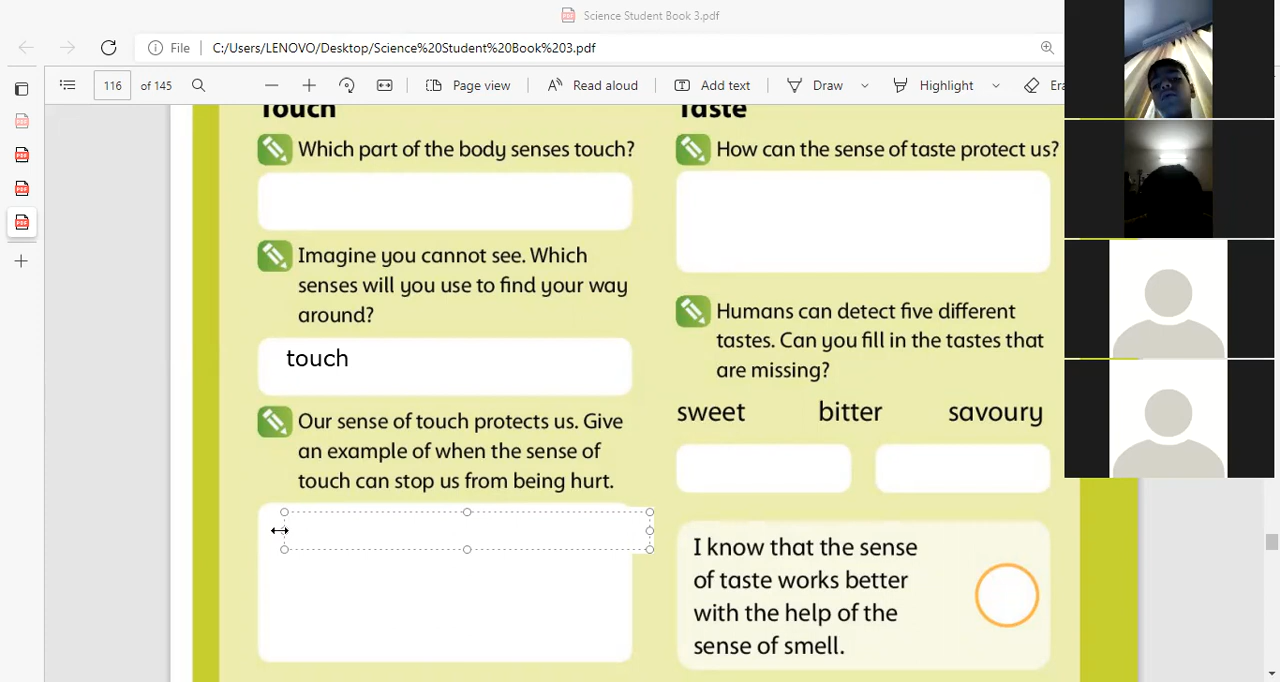 Science Student Book 3.pdf
File
C:/Users/LENOVO/Desktop/Science%20Student%20Book%203.pdf
116 of 145
Page view
Read aloud
Add text
Draw
Highlight
Era
Touch
Which part of the body senses touch?
Imagine you cannot see. Which
senses will you use to find your way
around?
touch
Our sense of touch protects us. Give
an example of when the sense of
touch can stop us from being hurt.
Taste
How can the sense of taste protect us?
Humans can detect five different
tastes. Can you fill in the tastes that
are missing?
sweet bitter savoury
I know that the sense
of taste works better
with the help of the
sense of smell.